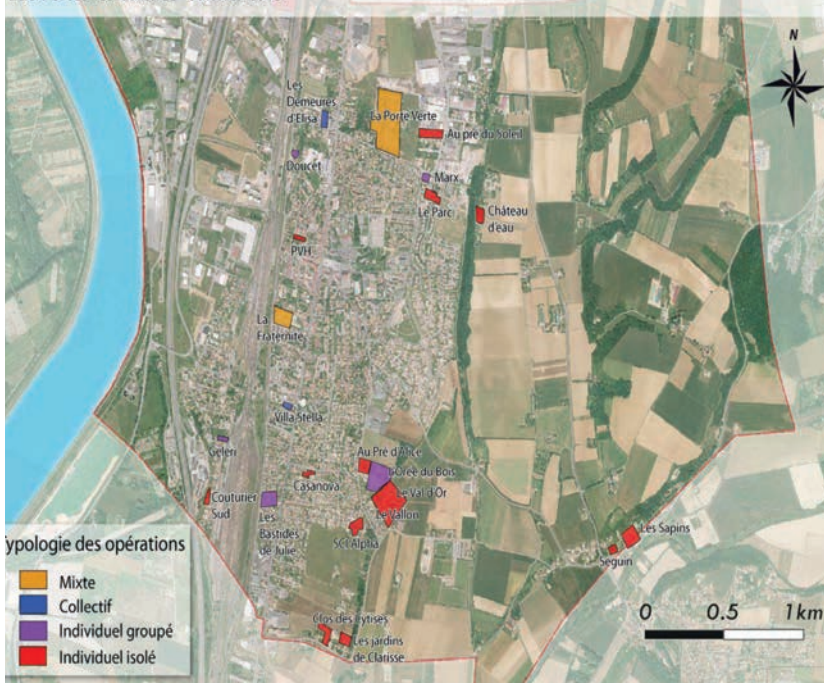 N
Les
Demeures
d'Elisa
La Porte Verte
Au pré du Soleil
Doucet
Marx
Le Parc
Château
d'eau
PVH
La
Fraternité
Villa Stella
Geleri
Au Pré d'Alice
L'Orée du Bois
Casanova
Le Val d'Or
Couturier
Sud
Les
Bastides
de Julie
Le Vallon
SCI Alpha
Les Sapins
Seguin
Clos des Cytises
Les jardins
de Clarisse
Typologie des opérations
Mixte
Collectif
Individuel groupé
Individuel isolé
0 0.5 1km